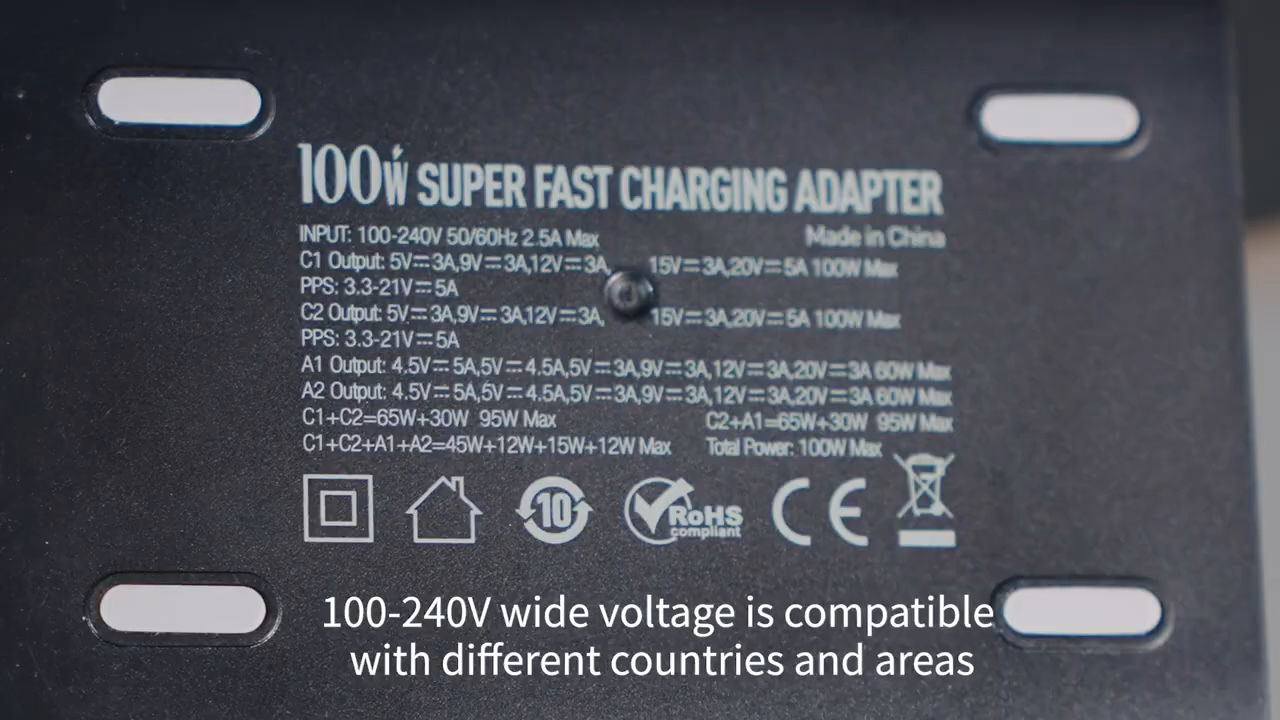 100W SUPER FAST CHARGING ADAPTER
INPUT: 100-240V 50/60Hz 2.5A Max Made in China
C1 Output: 5V⎓3A,9V⎓3A,12V⎓3A, 15V⎓3A,20V⎓5A 100W Max
PPS: 3.3-21V⎓5A
C2 Output: 5V⎓3A,9V⎓3A,12V⎓3A, 15V⎓3A,20V⎓5A 100W Max
PPS: 3.3-21V⎓5A
A1 Output: 4.5V⎓5A,5V⎓4.5A,5V⎓3A,9V⎓3A,12V⎓3A,20V⎓3A 60W Max
A2 Output: 4.5V⎓5A,5V⎓4.5A,5V⎓3A,9V⎓3A,12V⎓3A,20V⎓3A 60W Max
C1+C2=65W+30W 95W Max C2+A1=65W+30W 95W Max
C1+C2+A1+A2=45W+12W+15W+12W Max Total Power: 100W Max
10 RoHS CE
compliant
100-240V wide voltage is compatible
with different countries and areas